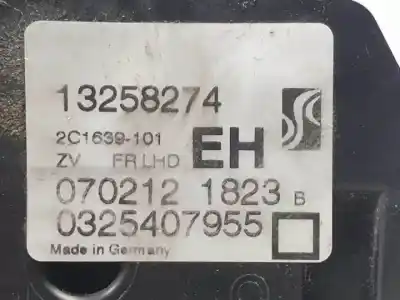 13258274
2C1639-101
ZV FR LHD EH
070212 1823 B
0325407955
Made in Germany